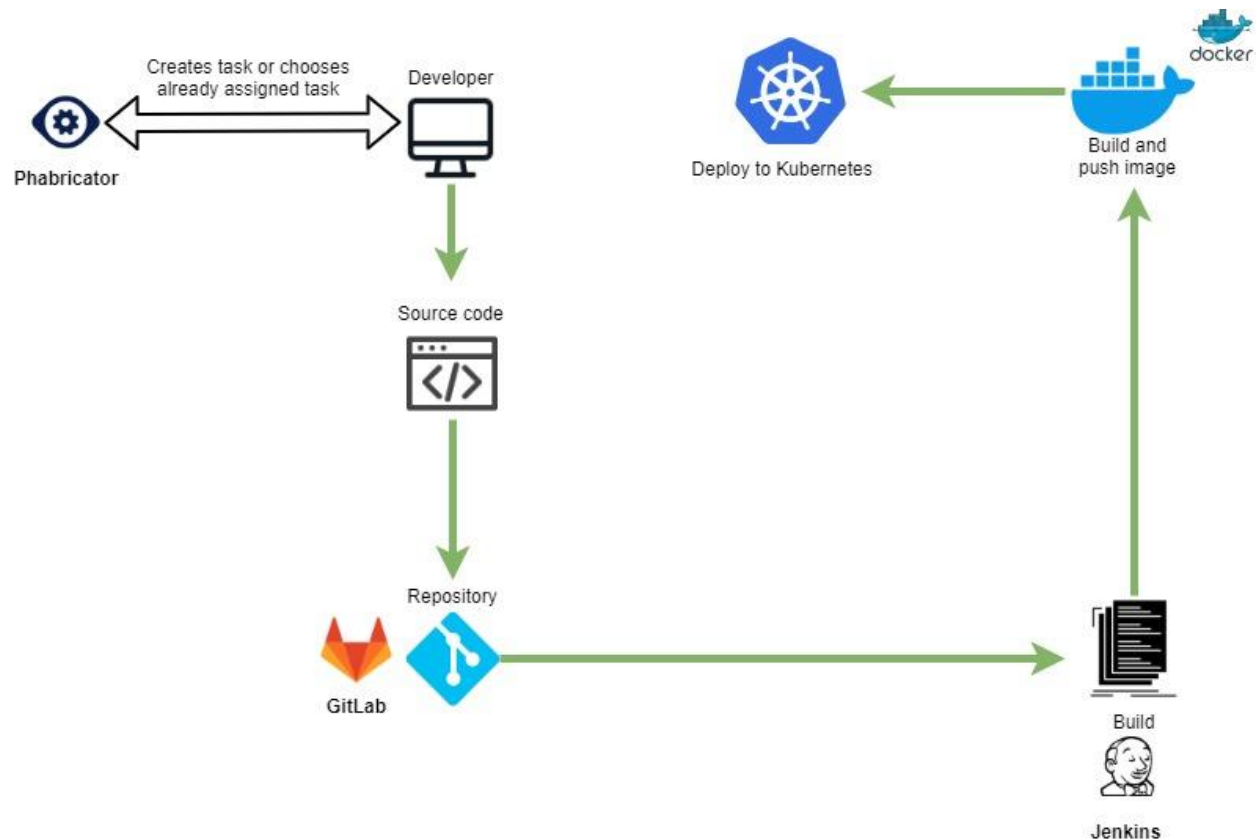 Creates task or chooses
already assigned task
Developer
Phabricator
Source code
Repository
GitLab
Build
Jenkins
docker
Build and
push image
Deploy to Kubernetes